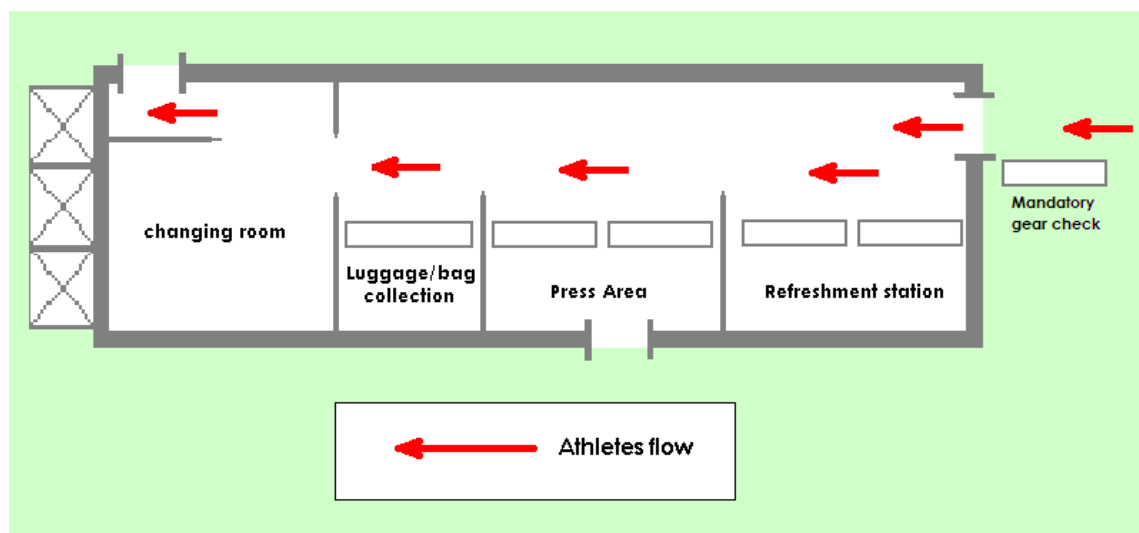 Mandatory
gear check
changing room
Luggage/bag
collection
Press Area
Refreshment station
Athletes flow